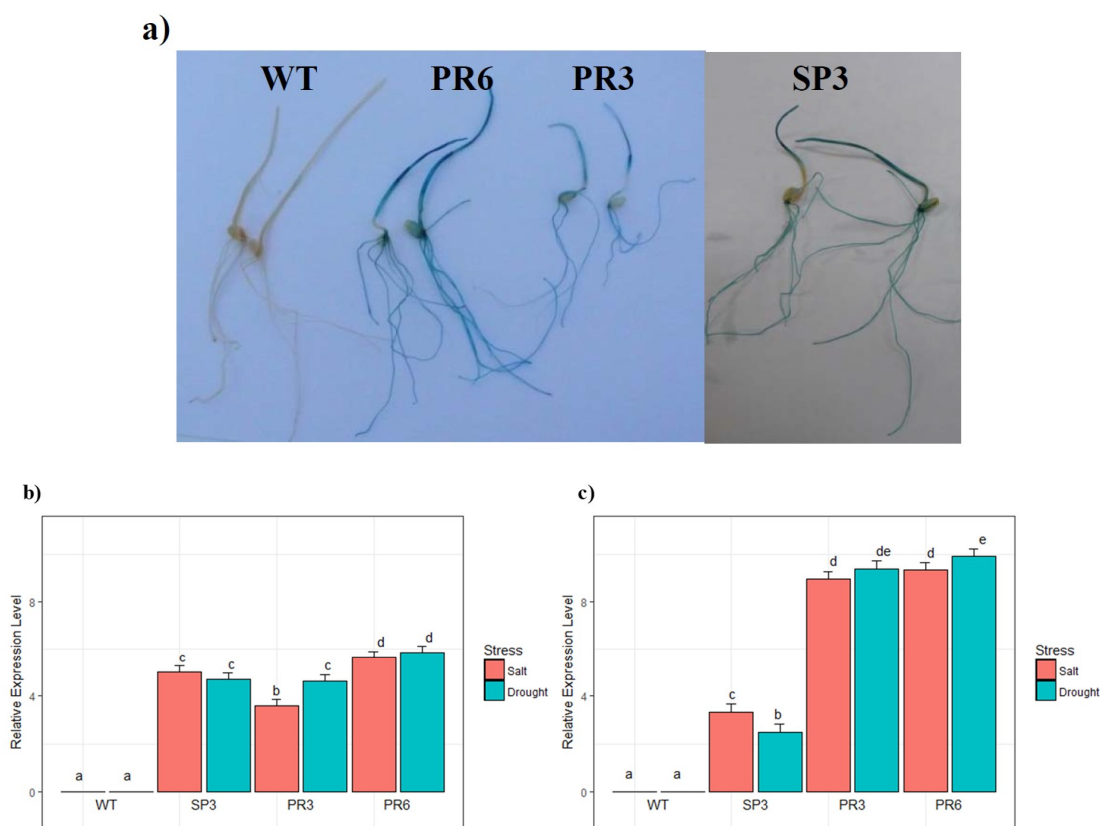 a)
WT PR6 PR3 SP3
b)
Relative Expression Level
8
4
0
c c b c d d
a a
WT SP3 PR3 PR6
Stress
Salt
Drought
c)
Relative Expression Level
8
4
0
c b d de d e
a a
WT SP3 PR3 PR6
Stress
Salt
Drought